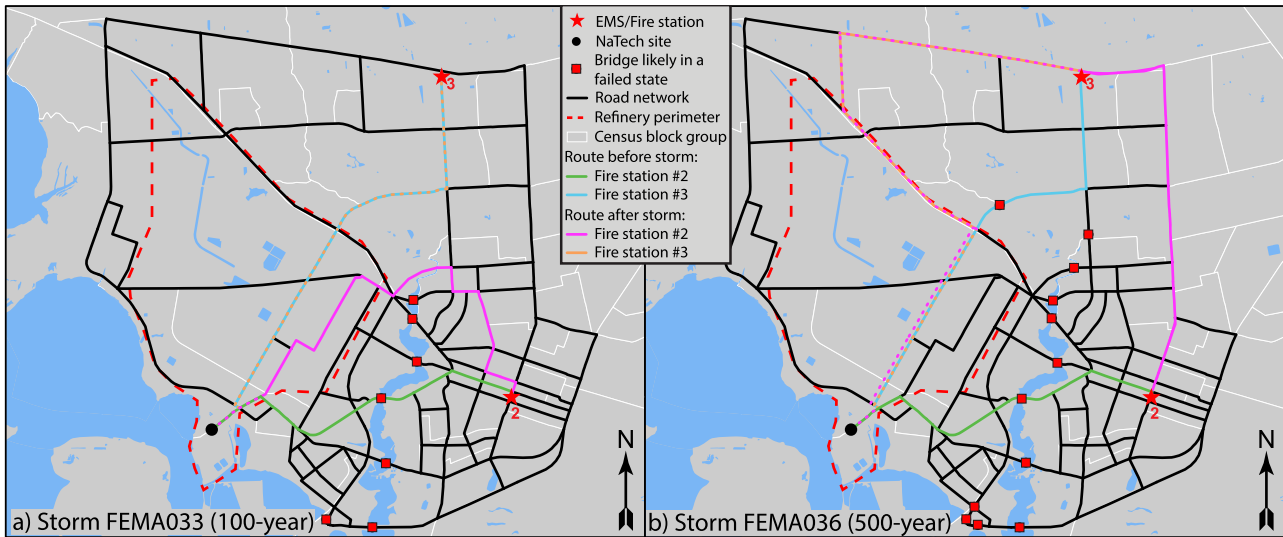 EMS/Fire station
NaTech site
Bridge likely in a
failed state
Road network
Refinery perimeter
Census block group
Route before storm:
Fire station #2
Fire station #3
Route after storm:
Fire station #2
Fire station #3
3
2
N
a) Storm FEMA033 (100-year)
3
2
N
b) Storm FEMA036 (500-year)